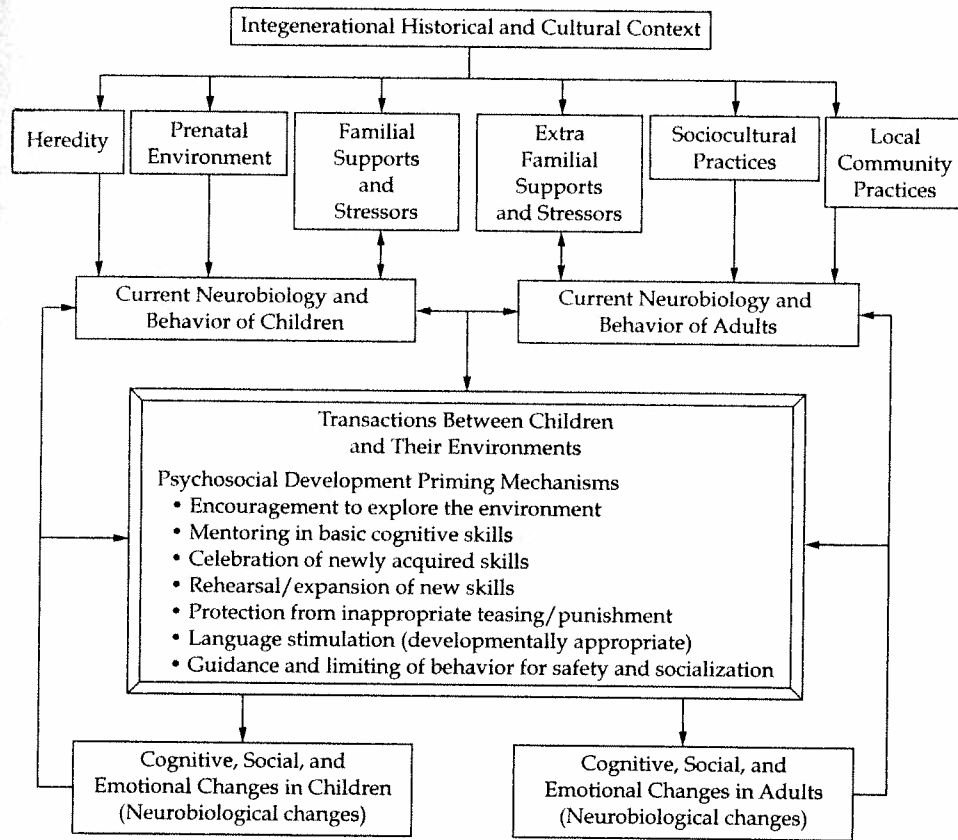 Integenerational Historical and Cultural Context
Heredity
Prenatal
Environment
Familial
Supports
and
Stressors
Extra
Familial
Supports
and Stressors
Sociocultural
Practices
Local
Community
Practices
Current Neurobiology and
Behavior of Children
Current Neurobiology and
Behavior of Adults
Transactions Between Children
and Their Environments
Psychosocial Development Priming Mechanisms
• Encouragement to explore the environment
• Mentoring in basic cognitive skills
• Celebration of newly acquired skills
• Rehearsal/expansion of new skills
• Protection from inappropriate teasing/punishment
• Language stimulation (developmentally appropriate)
• Guidance and limiting of behavior for safety and socialization
Cognitive, Social, and
Emotional Changes in Children
(Neurobiological changes)
Cognitive, Social, and
Emotional Changes in Adults
(Neurobiological changes)